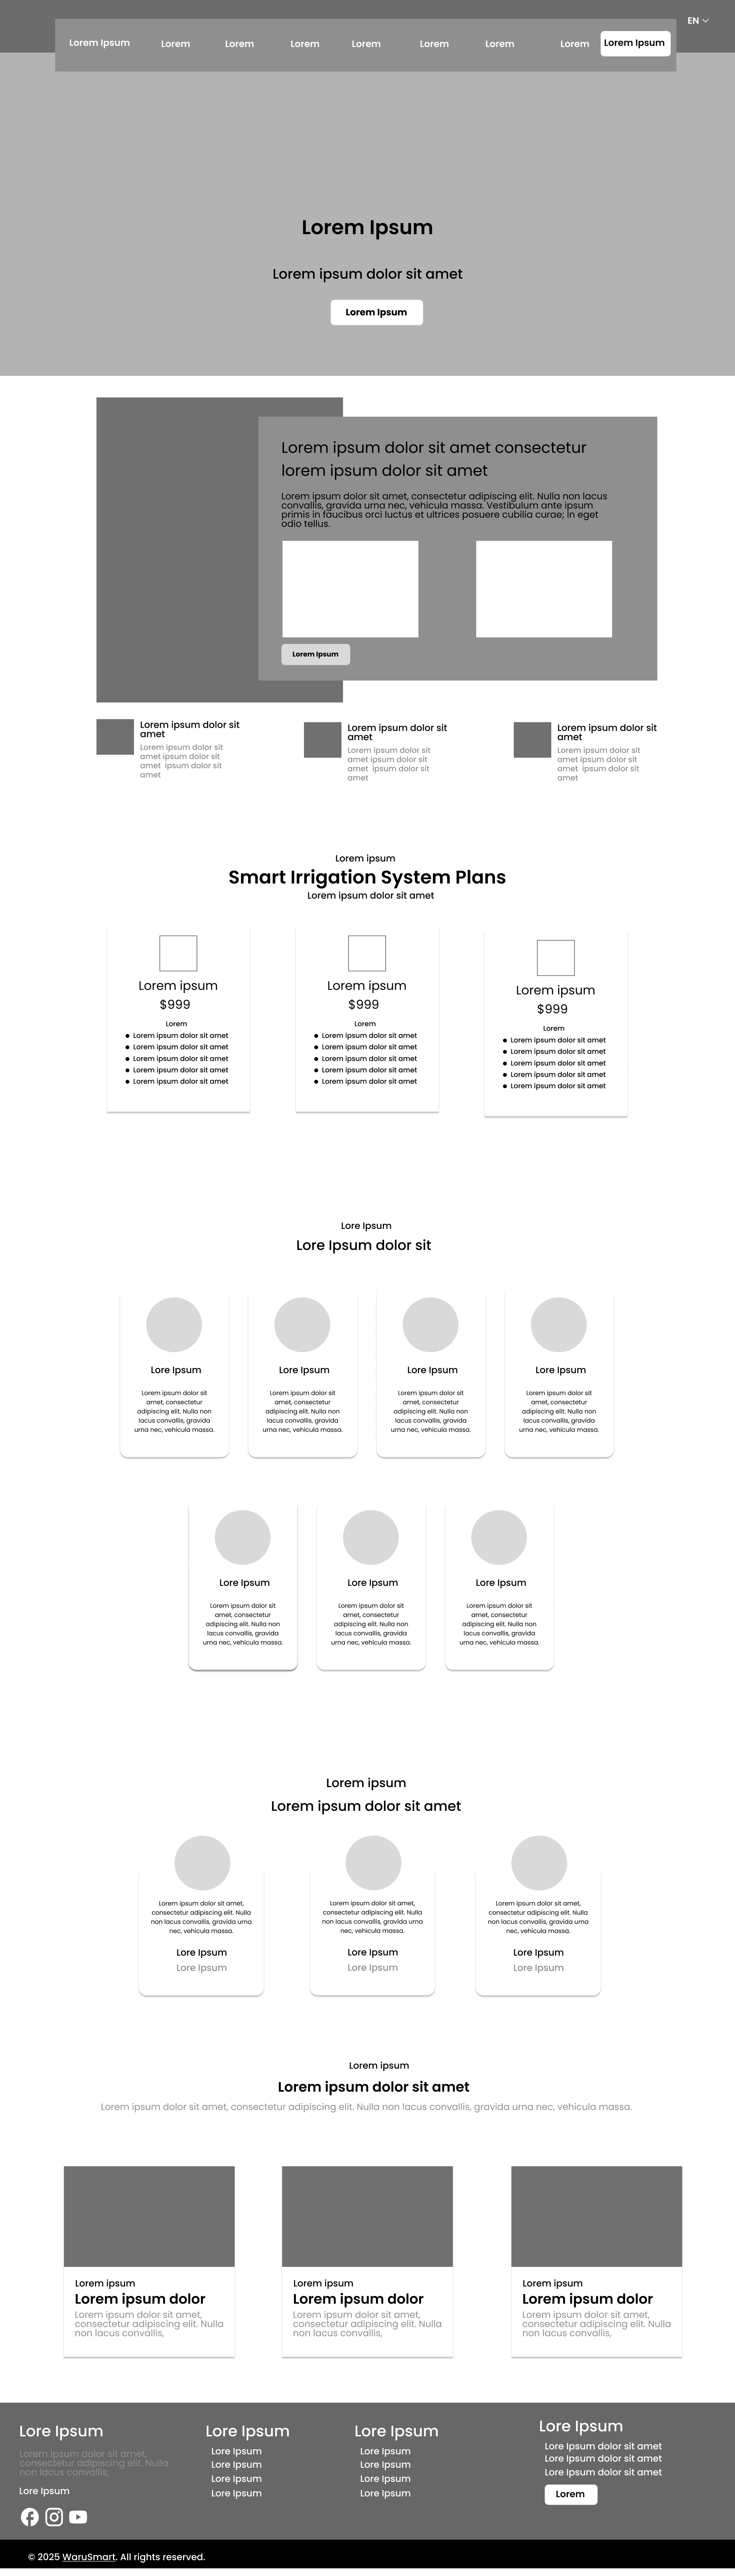 EN
Lorem Ipsum
Lorem
Lorem
Lorem
Lorem
Lorem
Lorem
Lorem
Lorem Ipsum
Lorem Ipsum
Lorem ipsum dolor sit amet
Lorem Ipsum
Lorem ipsum dolor sit amet consectetur
lorem ipsum dolor sit amet
Lorem ipsum dolor sit amet, consectetur adipiscing elit. Nulla non lacus
convallis, gravida urna nec, vehicula massa. Vestibulum ante ipsum
primis in faucibus orci luctus et ultrices posuere cubilia curae; In eget
odio tellus.
Lorem Ipsum
Lorem ipsum dolor sit
amet
Lorem ipsum dolor sit
amet ipsum dolor sit
amet  ipsum dolor sit
amet
Lorem ipsum dolor sit
amet
Lorem ipsum dolor sit
amet ipsum dolor sit
amet  ipsum dolor sit
amet
Lorem ipsum dolor sit
amet
Lorem ipsum dolor sit
amet ipsum dolor sit
amet  ipsum dolor sit
amet
Lorem ipsum
Smart Irrigation System Plans
Lorem ipsum dolor sit amet
Lorem ipsum
$999
Lorem
Lorem ipsum dolor sit amet
Lorem ipsum dolor sit amet
Lorem ipsum dolor sit amet
Lorem ipsum dolor sit amet
Lorem ipsum dolor sit amet
Lorem ipsum
$999
Lorem
Lorem ipsum dolor sit amet
Lorem ipsum dolor sit amet
Lorem ipsum dolor sit amet
Lorem ipsum dolor sit amet
Lorem ipsum dolor sit amet
Lorem ipsum
$999
Lorem
Lorem ipsum dolor sit amet
Lorem ipsum dolor sit amet
Lorem ipsum dolor sit amet
Lorem ipsum dolor sit amet
Lorem ipsum dolor sit amet
Lore Ipsum
Lore Ipsum dolor sit
Lore Ipsum
Lorem ipsum dolor sit
amet, consectetur
adipiscing elit. Nulla non
lacus convallis, gravida
urna nec, vehicula massa.
Lore Ipsum
Lorem ipsum dolor sit
amet, consectetur
adipiscing elit. Nulla non
lacus convallis, gravida
urna nec, vehicula massa.
Lore Ipsum
Lorem ipsum dolor sit
amet, consectetur
adipiscing elit. Nulla non
lacus convallis, gravida
urna nec, vehicula massa.
Lore Ipsum
Lorem ipsum dolor sit
amet, consectetur
adipiscing elit. Nulla non
lacus convallis, gravida
urna nec, vehicula massa.
Lore Ipsum
Lorem ipsum dolor sit
amet, consectetur
adipiscing elit. Nulla non
lacus convallis, gravida
urna nec, vehicula massa.
Lore Ipsum
Lorem ipsum dolor sit
amet, consectetur
adipiscing elit. Nulla non
lacus convallis, gravida
urna nec, vehicula massa.
Lore Ipsum
Lorem ipsum dolor sit
amet, consectetur
adipiscing elit. Nulla non
lacus convallis, gravida
urna nec, vehicula massa.
Lorem ipsum
Lorem ipsum dolor sit amet
Lorem ipsum dolor sit amet,
consectetur adipiscing elit. Nulla
non lacus convallis, gravida urna
nec, vehicula massa.
Lore Ipsum
Lore Ipsum
Lorem ipsum dolor sit amet,
consectetur adipiscing elit. Nulla
non lacus convallis, gravida urna
nec, vehicula massa.
Lore Ipsum
Lore Ipsum
Lorem ipsum dolor sit amet,
consectetur adipiscing elit. Nulla
non lacus convallis, gravida urna
nec, vehicula massa.
Lore Ipsum
Lore Ipsum
Lorem ipsum
Lorem ipsum dolor sit amet
Lorem ipsum dolor sit amet, consectetur adipiscing elit. Nulla non lacus convallis, gravida urna nec, vehicula massa.
Lorem ipsum
Lorem ipsum dolor
Lorem ipsum dolor sit amet,
consectetur adipiscing elit. Nulla
non lacus convallis,
Lorem ipsum
Lorem ipsum dolor
Lorem ipsum dolor sit amet,
consectetur adipiscing elit. Nulla
non lacus convallis,
Lorem ipsum
Lorem ipsum dolor
Lorem ipsum dolor sit amet,
consectetur adipiscing elit. Nulla
non lacus convallis,
Lore Ipsum
Lorem ipsum dolor sit amet,
consectetur adipiscing elit. Nulla
non lacus convallis,
Lore Ipsum
Lore Ipsum
Lore Ipsum
Lore Ipsum
Lore Ipsum
Lore Ipsum
Lore Ipsum
Lore Ipsum
Lore Ipsum
Lore Ipsum
Lore Ipsum
Lore Ipsum
Lore Ipsum dolor sit amet
Lore Ipsum dolor sit amet
Lore Ipsum dolor sit amet
Lorem
© 2025 WaruSmart. All rights reserved.